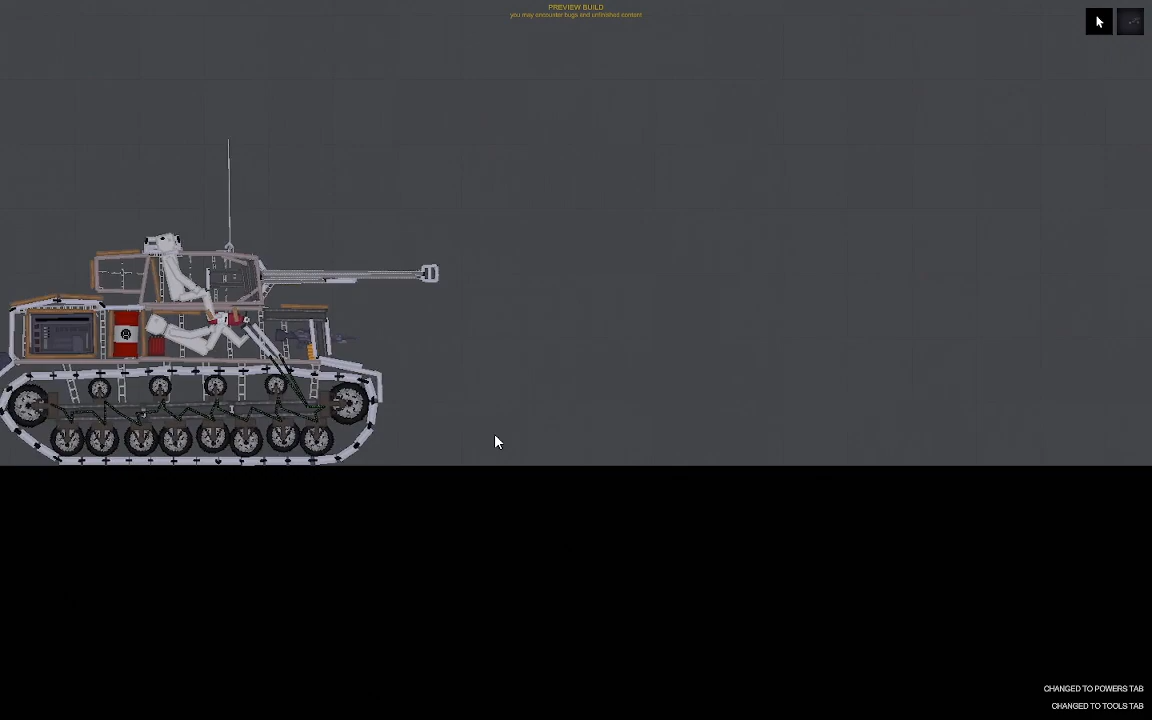 PREVIEW BUILD
you may encounter bugs and unfinished content
CHANGED TO POWERS TAB
CHANGED TO TOOLS TAB